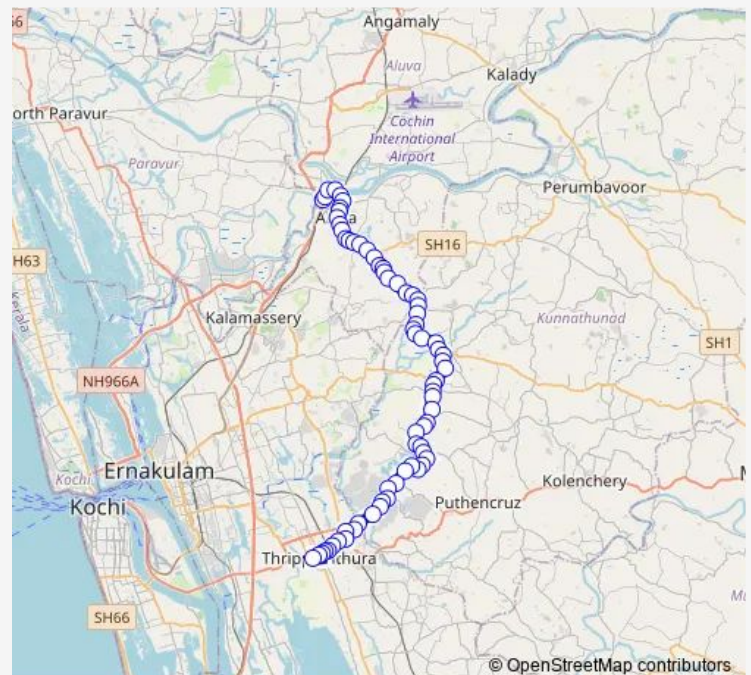 Angamaly
Aluva
Kalady
Cochin
International
Airport
orth Paravur
Paravur
Perumbavoor
SH16
H63
Kerala
Kalamassery
Kunnathunad
SH1
NH966A
Ernakulam
Kochi
Kochi
Kolenchery
Puthencruz
SH66
© OpenStreetMap contributors